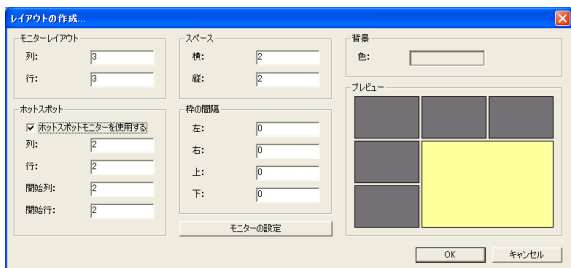 レイアウトの作成...
モニターレイアウト
列: 3
行: 3
ホットスポット
ホットスポットモニターを使用する
列: 2
行: 2
開始列: 2
開始行: 2
スペース
横: 2
縦: 2
枠の間隔
左: 0
右: 0
上: 0
下: 0
モニターの設定
背景
色:
プレビュー
OK キャンセル